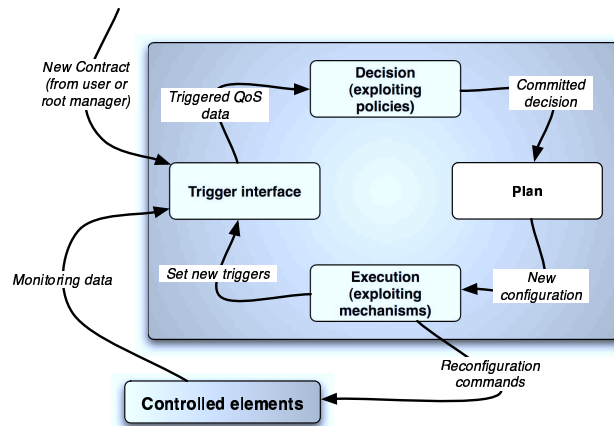 New Contract
(from user or
root manager)
Triggered QoS
data
Decision
(exploiting
policies)
Committed
decision
Trigger interface
Plan
Monitoring data
Set new triggers
Execution
(exploiting
mechanisms)
New
configuration
Reconfiguration
commands
Controlled elements